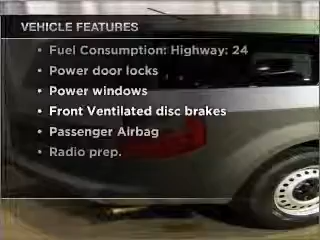 VEHICLE FEATURES
• Fuel Consumption: Highway: 24
• Power door locks
• Power windows
• Front Ventilated disc brakes
• Passenger Airbag
• Radio prep.